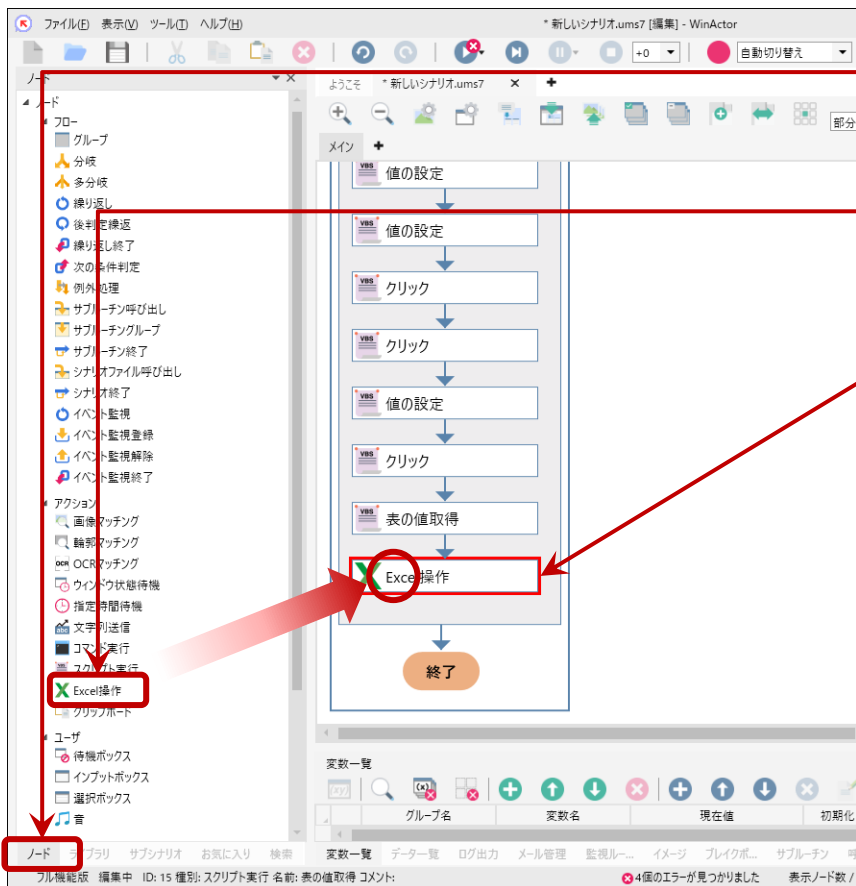 ファイル(F) 表示(V) ツール(T) ヘルプ(H)
* 新しいシナリオ.ums7 [編集] - WinActor
+0
自動切り替え
ノード
ようこそ
* 新しいシナリオ.ums7
部分
メイン
ノード
フロー
グループ
分岐
多分岐
繰り返し
後判定繰返
繰り返し終了
次の条件判定
例外処理
サブルーチン呼び出し
サブルーチングループ
サブルーチン終了
シナリオファイル呼び出し
シナリオ終了
イベント監視
イベント監視登録
イベント監視解除
イベント監視終了
アクション
画像マッチング
輪郭マッチング
OCR OCRマッチング
ウィンドウ状態待機
指定時間待機
文字列送信
コマンド実行
スクリプト実行
Excel操作
クリップボード
ユーザ
待機ボックス
インプットボックス
選択ボックス
音
VBS 値の設定
VBS 値の設定
VBS クリック
VBS クリック
VBS 値の設定
VBS クリック
VBS 表の値取得
Excel操作
終了
変数一覧
グループ名 変数名 現在値 初期化
ノード ライブラリ サブシナリオ お気に入り 検索
変数一覧 データ一覧 ログ出力 メール管理 監視ルー... イメージ ブレイクポ... サブルーチン
フル機能版 編集中 ID: 15 種別: スクリプト実行 名前: 表の値取得 コメント:
4個のエラーが見つかりました 表示ノード数 /